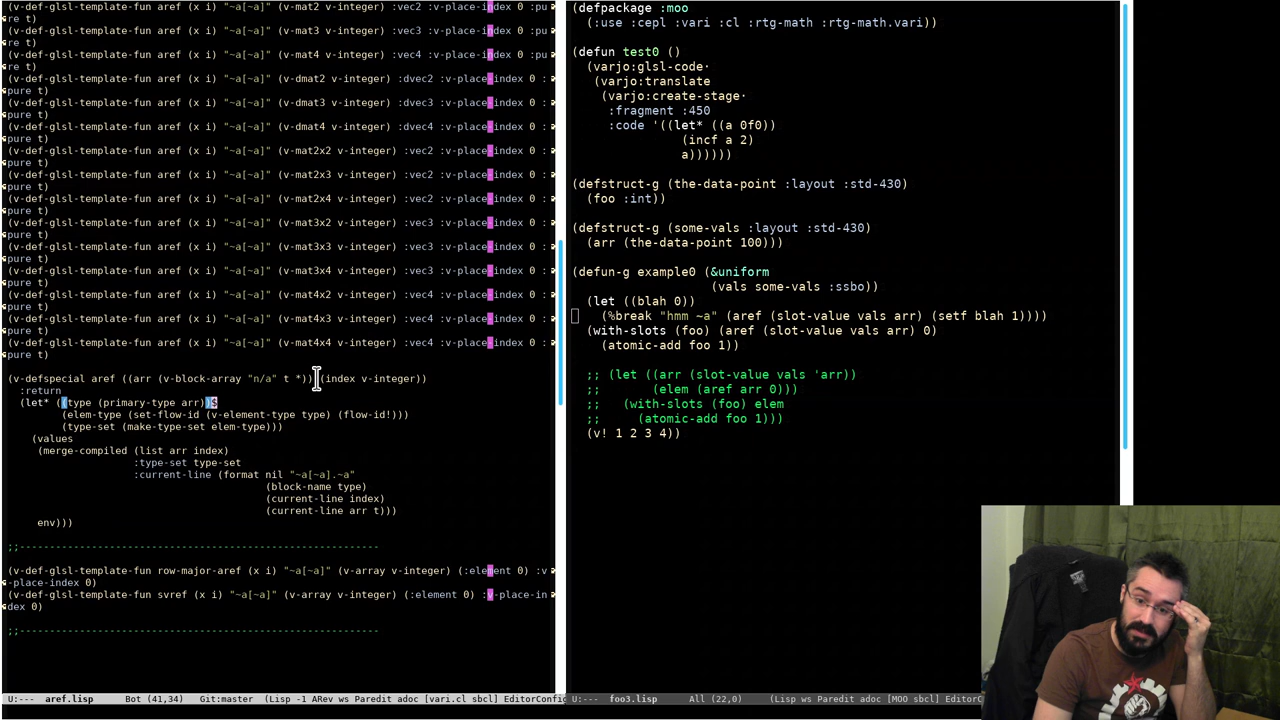 (v-def-glsl-template-fun aref (x i) "~a[~a]" (v-mat2 v-integer) :vec2 :v-place-index 0 :pu
re t)
(v-def-glsl-template-fun aref (x i) "~a[~a]" (v-mat3 v-integer) :vec3 :v-place-index 0 :pu
re t)
(v-def-glsl-template-fun aref (x i) "~a[~a]" (v-mat4 v-integer) :vec4 :v-place-index 0 :pu
re t)
(v-def-glsl-template-fun aref (x i) "~a[~a]" (v-dmat2 v-integer) :dvec2 :v-place-index 0 :
pure t)
(v-def-glsl-template-fun aref (x i) "~a[~a]" (v-dmat3 v-integer) :dvec3 :v-place-index 0 :
pure t)
(v-def-glsl-template-fun aref (x i) "~a[~a]" (v-dmat4 v-integer) :dvec4 :v-place-index 0 :
pure t)
(v-def-glsl-template-fun aref (x i) "~a[~a]" (v-mat2x2 v-integer) :vec2 :v-place-index 0 :
pure t)
(v-def-glsl-template-fun aref (x i) "~a[~a]" (v-mat2x3 v-integer) :vec2 :v-place-index 0 :
pure t)
(v-def-glsl-template-fun aref (x i) "~a[~a]" (v-mat2x4 v-integer) :vec2 :v-place-index 0 :
pure t)
(v-def-glsl-template-fun aref (x i) "~a[~a]" (v-mat3x2 v-integer) :vec3 :v-place-index 0 :
pure t)
(v-def-glsl-template-fun aref (x i) "~a[~a]" (v-mat3x3 v-integer) :vec3 :v-place-index 0 :
pure t)
(v-def-glsl-template-fun aref (x i) "~a[~a]" (v-mat3x4 v-integer) :vec3 :v-place-index 0 :
pure t)
(v-def-glsl-template-fun aref (x i) "~a[~a]" (v-mat4x2 v-integer) :vec4 :v-place-index 0 :
pure t)
(v-def-glsl-template-fun aref (x i) "~a[~a]" (v-mat4x3 v-integer) :vec4 :v-place-index 0 :
pure t)
(v-def-glsl-template-fun aref (x i) "~a[~a]" (v-mat4x4 v-integer) :vec4 :v-place-index 0 :
pure t)
(v-defspecial aref ((arr (v-block-array "n/a" t *)) (index v-integer))
:return
(let* ((type (primary-type arr))$
(elem-type (set-flow-id (v-element-type type) (flow-id!)))
(type-set (make-type-set elem-type)))
(values
(merge-compiled (list arr index)
:type-set type-set
:current-line (format nil "~a[~a].~a"
(block-name type)
(current-line index)
(current-line arr t)))
env)))
;;------------------------------------------------------
(v-def-glsl-template-fun row-major-aref (x i) "~a[~a]" (v-array v-integer) (:element 0) :v
-place-index 0)
(v-def-glsl-template-fun svref (x i) "~a[~a]" (v-array v-integer) (:element 0) :v-place-in
dex 0)
;;------------------------------------------------------
U:--- aref.lisp Bot (41,34) Git:master (Lisp -1 ARev ws Paredit adoc [vari.cl sbcl] EditorConfig
(defpackage :moo
(:use :cepl :vari :cl :rtg-math :rtg-math.vari))
(defun test0 ()
(varjo:glsl-code·
(varjo:translate
(varjo:create-stage·
:fragment :450
:code '((let* ((a 0f0))
(incf a 2)
a))))))
(defstruct-g (the-data-point :layout :std-430)
(foo :int))
(defstruct-g (some-vals :layout :std-430)
(arr (the-data-point 100)))
(defun-g example0 (&uniform
(vals some-vals :ssbo))
(let ((blah 0))
(%break "hmm ~a" (aref (slot-value vals arr) (setf blah 1))))
(with-slots (foo) (aref (slot-value vals arr) 0)
(atomic-add foo 1))
;; (let ((arr (slot-value vals 'arr))
;; (elem (aref arr 0)))
;; (with-slots (foo) elem
;; (atomic-add foo 1)))
(v! 1 2 3 4))
U:--- foo3.lisp All (22,0) (Lisp ARev ws Paredit adoc [MOO sbcl] EditorC